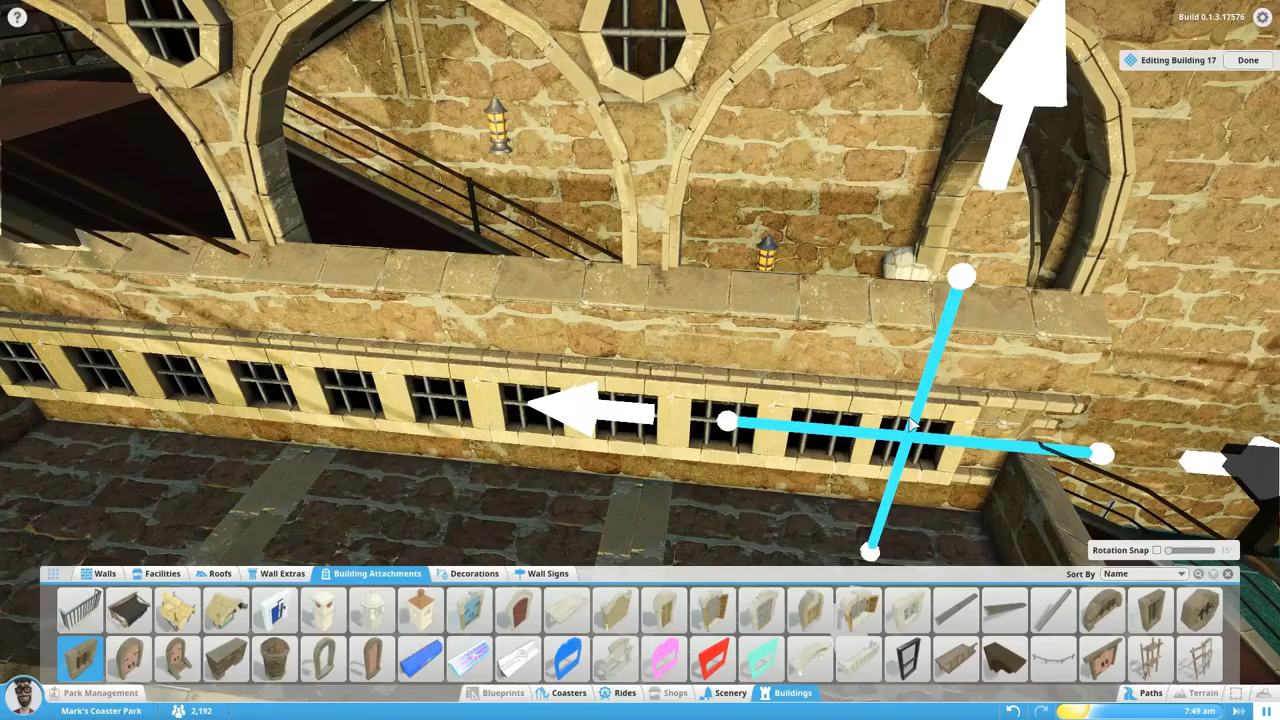 ?
Build 0.1.3.17576
Editing Building 17
Done
Rotation Snap
15°
Walls
Facilities
Roofs
Wall Extras
Building Attachments
Decorations
Wall Signs
Sort By
Name
Park Management
Blueprints
Coasters
Rides
Shops
Scenery
Buildings
Paths
Terrain
Mark's Coaster Park
2,192
7:49 am